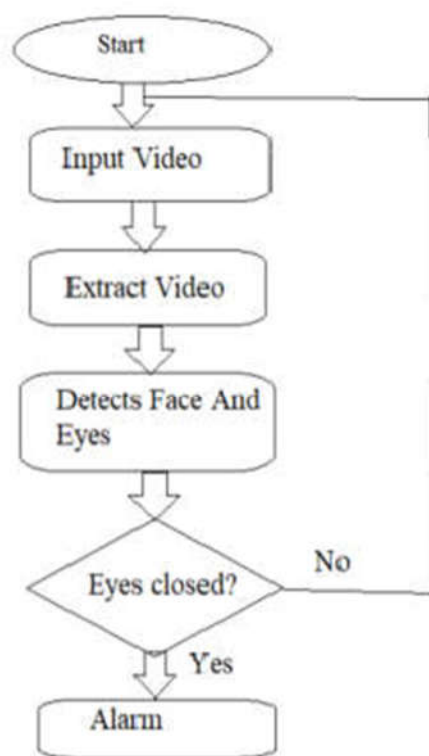 Start
Input Video
Extract Video
Detects Face And
Eyes
Eyes closed?
No
Yes
Alarm